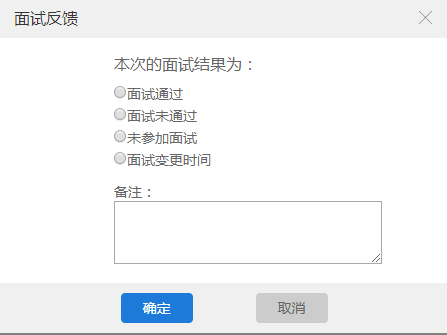 面试反馈
本次的面试结果为：
面试通过
面试未通过
未参加面试
面试变更时间
备注：
确定
取消